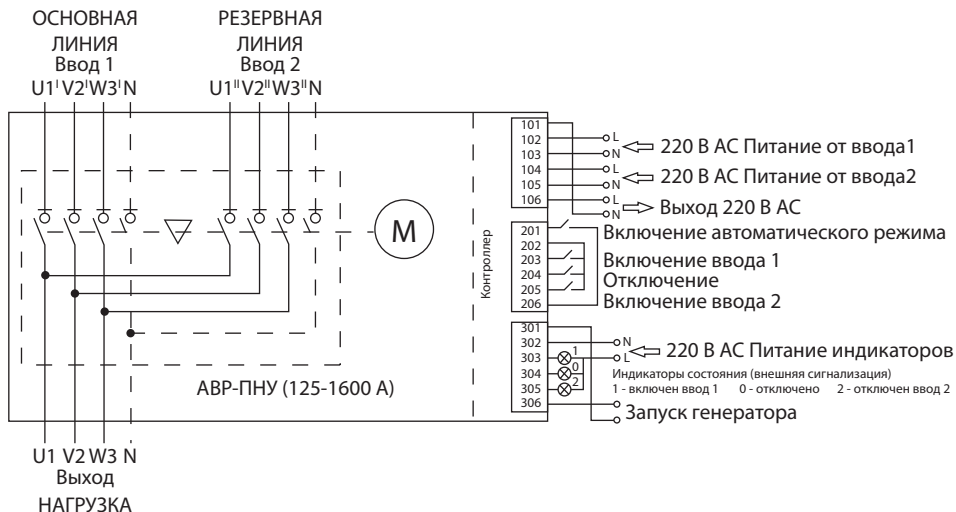 ОСНОВНАЯ
ЛИНИЯ
Ввод 1
U1ᴵ V2ᴵ W3ᴵ N
РЕЗЕРВНАЯ
ЛИНИЯ
Ввод 2
U1ᴵᴵ V2ᴵᴵ W3ᴵᴵ N
M
АВР-ПНУ (125-1600 А)
Контроллер
101
102
103
104
105
106
L
N
220 В АС Питание от ввода1
L
N
220 В АС Питание от ввода2
L
N
Выход 220 В АС
201
202
203
204
205
206
Включение автоматического режима
Включение ввода 1
Отключение
Включение ввода 2
301
302
303
304
305
306
1
0
2
N
L
220 В АС Питание индикаторов
Индикаторы состояния (внешняя сигнализация)
1 - включен ввод 1 0 - отключено 2 - отключен ввод 2
Запуск генератора
U1 V2 W3 N
Выход
НАГРУЗКА